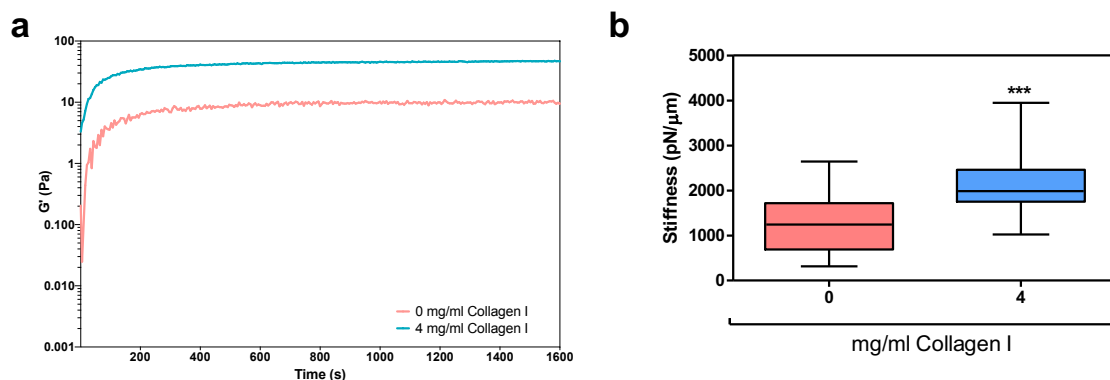 a
100
10
1
0.100
0.010
0.001
G' (Pa)
200 400 600 800 1000 1200 1400 1600
Time (s)
0 mg/ml Collagen I
4 mg/ml Collagen I
b
5000
4000
3000
2000
1000
0
Stiffness (pN/μm)
***
0 4
mg/ml Collagen I